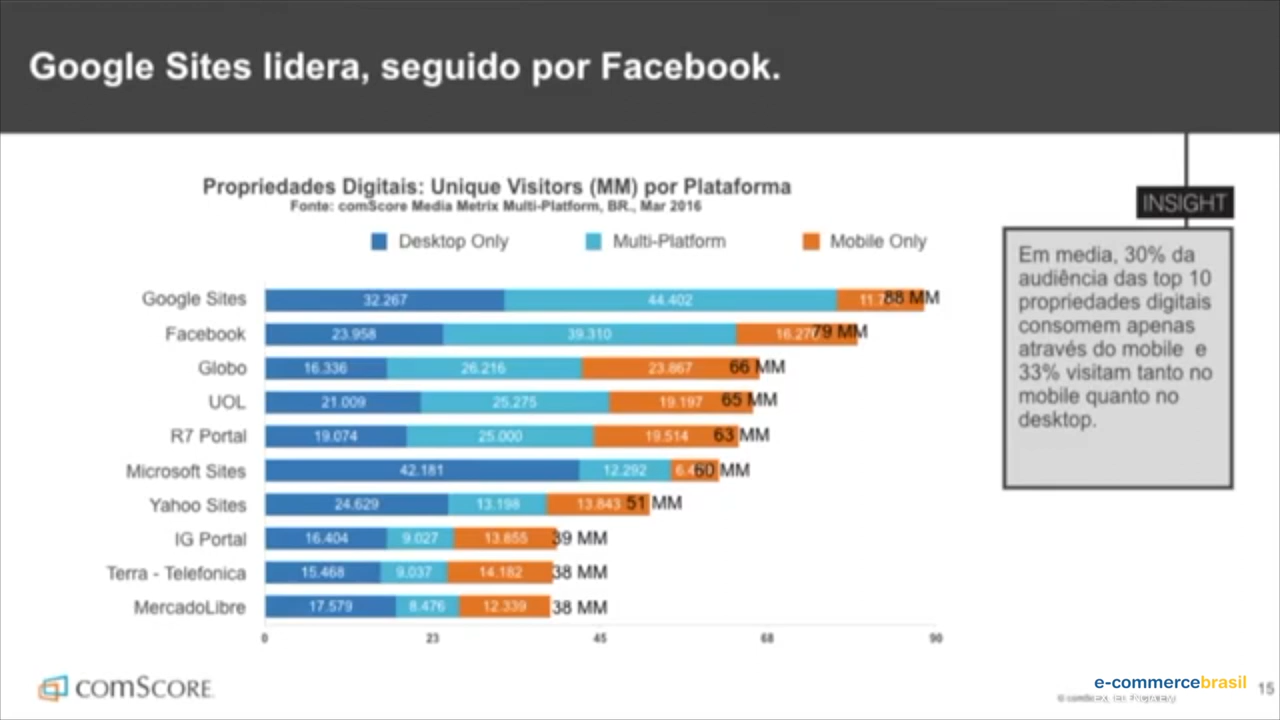 Google Sites lidera, seguido por Facebook.
Propriedades Digitais: Unique Visitors (MM) por Plataforma
Fonte: comScore Media Metrix Multi-Platform, BR., Mar 2016
Desktop Only Multi-Platform Mobile Only
Google Sites 32.267 44.402 88 MM
Facebook 23.958 39.310 79 MM
Globo 16.336 26.216 23.867 66 MM
UOL 21.009 25.275 19.197 65 MM
R7 Portal 19.074 25.000 19.514 63 MM
Microsoft Sites 42.181 12.292 60 MM
Yahoo Sites 24.629 13.198 13.843 51 MM
IG Portal 16.404 9.027 13.855 39 MM
Terra - Telefonica 15.468 9.037 14.182 38 MM
MercadoLibre 17.579 8.476 12.339 38 MM
0 23 45 68 90
INSIGHT
Em media, 30% da
audiência das top 10
propriedades digitais
consomem apenas
através do mobile e
33% visitam tanto no
mobile quanto no
desktop.
comSCORE
e-commercebrasil
15